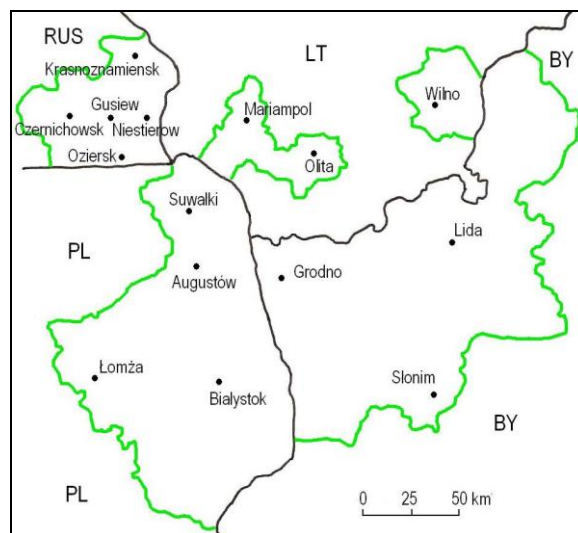 RUS
LT
BY
Krasnoznamiensk
Wilno
Gusiew
Mariampol
Czernichowsk
Niestierow
Oziersk
Olita
Suwałki
Lida
PL
Grodno
Augustów
Łomża
Białystok
Słonim
BY
PL
0 25 50 km